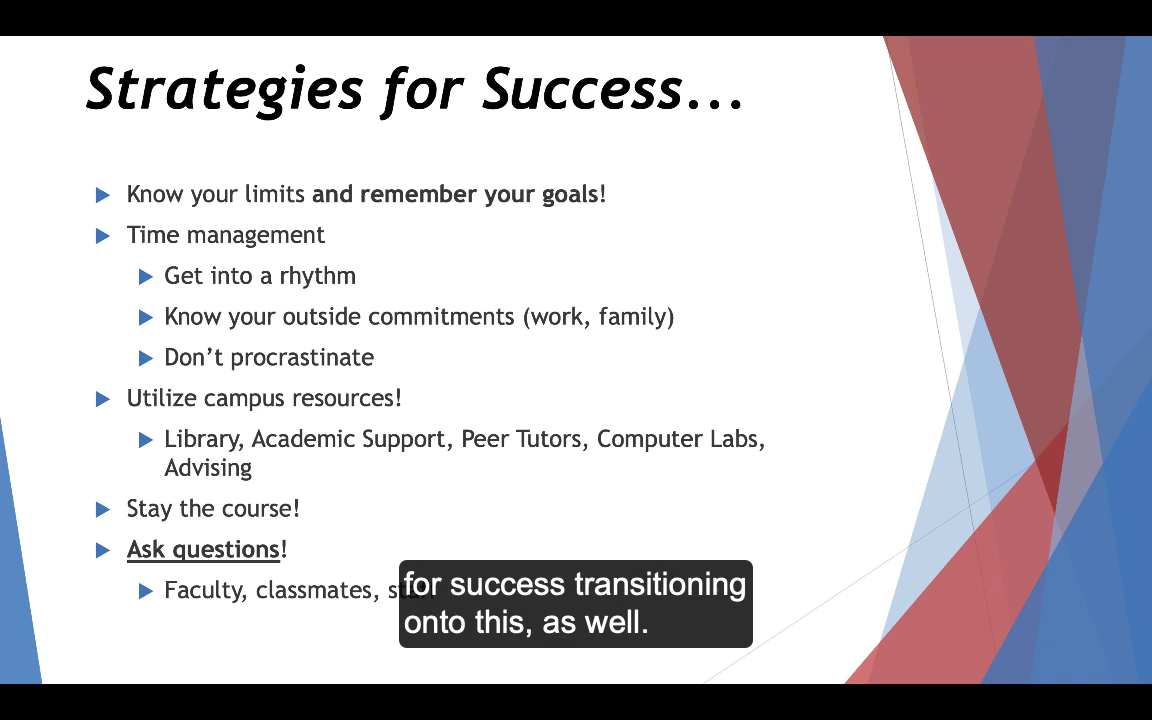 Strategies for Success...
Know your limits and remember your goals!
Time management
Get into a rhythm
Know your outside commitments (work, family)
Don't procrastinate
Utilize campus resources!
Library, Academic Support, Peer Tutors, Computer Labs,
Advising
Stay the course!
Ask questions!
Faculty, classmates,
for success transitioning
onto this, as well.